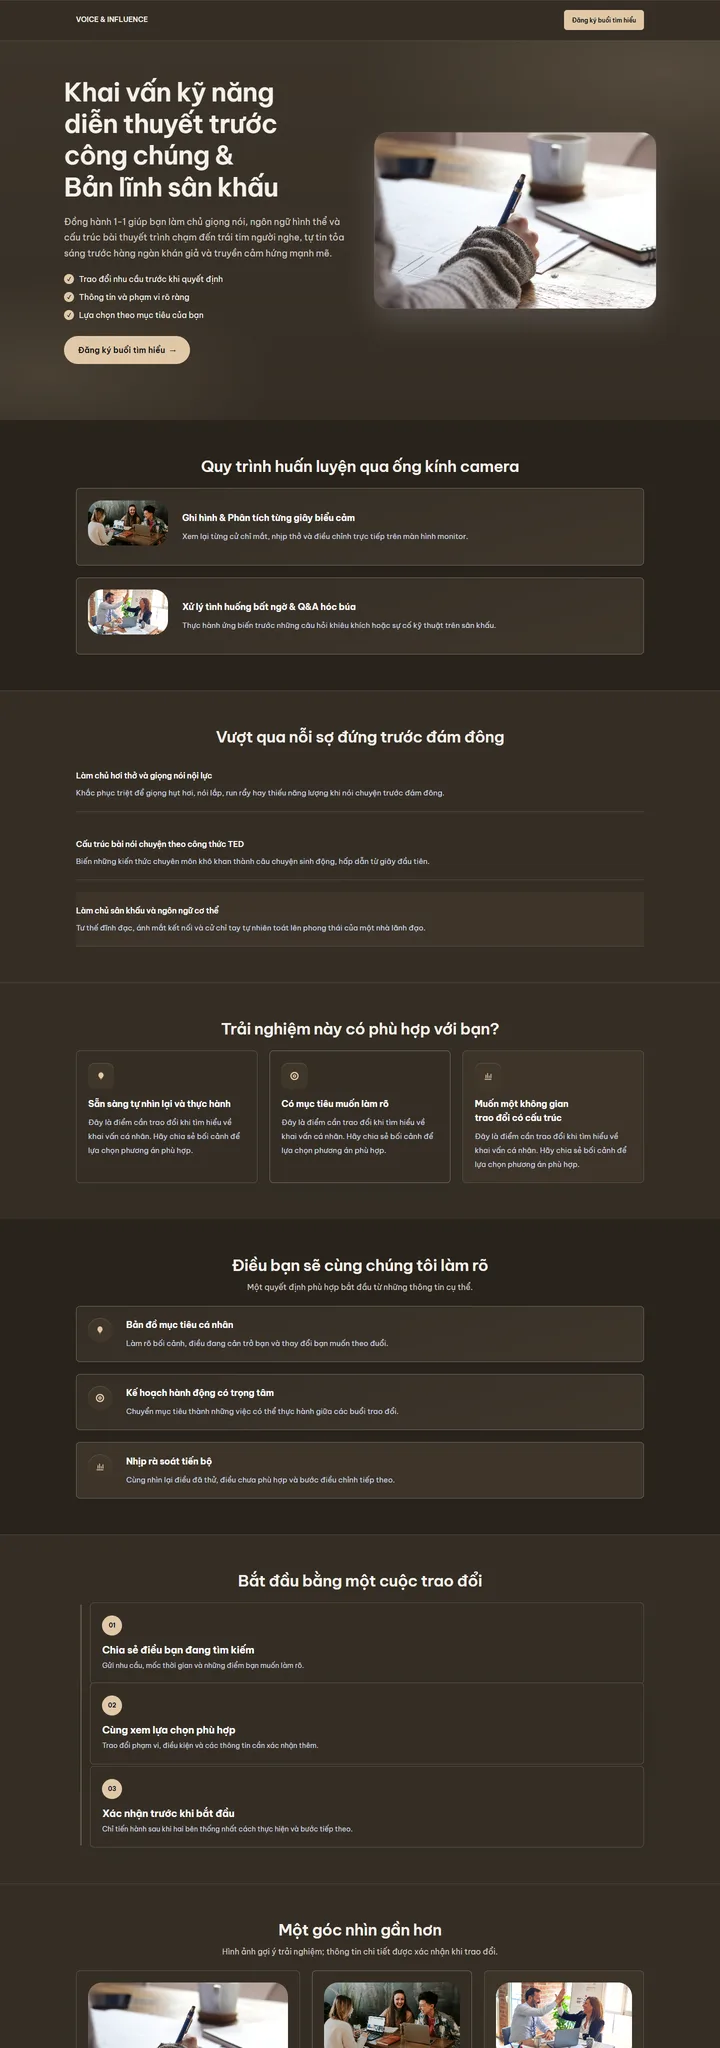 VOICE & INFLUENCE
Đăng ký buổi tìm hiểu
Khai vấn kỹ năng
diễn thuyết trước
công chúng &
Bản lĩnh sân khấu
Đồng hành 1-1 giúp bạn làm chủ giọng nói, ngôn ngữ hình thể và
cấu trúc bài thuyết trình chạm đến trái tim người nghe, tự tin tỏa
sáng trước hàng ngàn khán giả và truyền cảm hứng mạnh mẽ.
Trao đổi nhu cầu trước khi quyết định
Thông tin và phạm vi rõ ràng
Lựa chọn theo mục tiêu của bạn
Đăng ký buổi tìm hiểu →
Quy trình huấn luyện qua ống kính camera
Ghi hình & Phân tích từng giây biểu cảm
Xem lại từng cử chỉ mắt, nhịp thở và điều chỉnh trực tiếp trên màn hình monitor.
Xử lý tình huống bất ngờ & Q&A hóc búa
Thực hành ứng biến trước những câu hỏi khiêu khích hoặc sự cố kỹ thuật trên sân khấu.
Vượt qua nỗi sợ đứng trước đám đông
Làm chủ hơi thở và giọng nói nội lực
Khắc phục triệt để giọng hụt hơi, nói lắp, run rẩy hay thiếu năng lượng khi nói chuyện trước đám đông.
Cấu trúc bài nói chuyện theo công thức TED
Biến những kiến thức chuyên môn khô khan thành câu chuyện sinh động, hấp dẫn từ giây đầu tiên.
Làm chủ sân khấu và ngôn ngữ cơ thể
Tư thế đĩnh đạc, ánh mắt kết nối và cử chỉ tay tự nhiên toát lên phong thái của một nhà lãnh đạo.
Trải nghiệm này có phù hợp với bạn?
Sẵn sàng tự nhìn lại và thực hành
Đây là điểm cần trao đổi khi tìm hiểu về
khai vấn cá nhân. Hãy chia sẻ bối cảnh để
lựa chọn phương án phù hợp.
Có mục tiêu muốn làm rõ
Đây là điểm cần trao đổi khi tìm hiểu về
khai vấn cá nhân. Hãy chia sẻ bối cảnh để
lựa chọn phương án phù hợp.
Muốn một không gian
trao đổi có cấu trúc
Đây là điểm cần trao đổi khi tìm hiểu về
khai vấn cá nhân. Hãy chia sẻ bối cảnh để
lựa chọn phương án phù hợp.
Điều bạn sẽ cùng chúng tôi làm rõ
Một quyết định phù hợp bắt đầu từ những thông tin cụ thể.
Bản đồ mục tiêu cá nhân
Làm rõ bối cảnh, điều đang cản trở bạn và thay đổi bạn muốn theo đuổi.
Kế hoạch hành động có trọng tâm
Chuyển mục tiêu thành những việc có thể thực hành giữa các buổi trao đổi.
Nhịp rà soát tiến bộ
Cùng nhìn lại điều đã thử, điều chưa phù hợp và bước điều chỉnh tiếp theo.
Bắt đầu bằng một cuộc trao đổi
01
Chia sẻ điều bạn đang tìm kiếm
Gửi nhu cầu, mốc thời gian và những điểm bạn muốn làm rõ.
02
Cùng xem lựa chọn phù hợp
Trao đổi phạm vi, điều kiện và các thông tin cần xác nhận thêm.
03
Xác nhận trước khi bắt đầu
Chỉ tiến hành sau khi hai bên thống nhất cách thực hiện và bước tiếp theo.
Một góc nhìn gần hơn
Hình ảnh gợi ý trải nghiệm; thông tin chi tiết được xác nhận khi trao đổi.